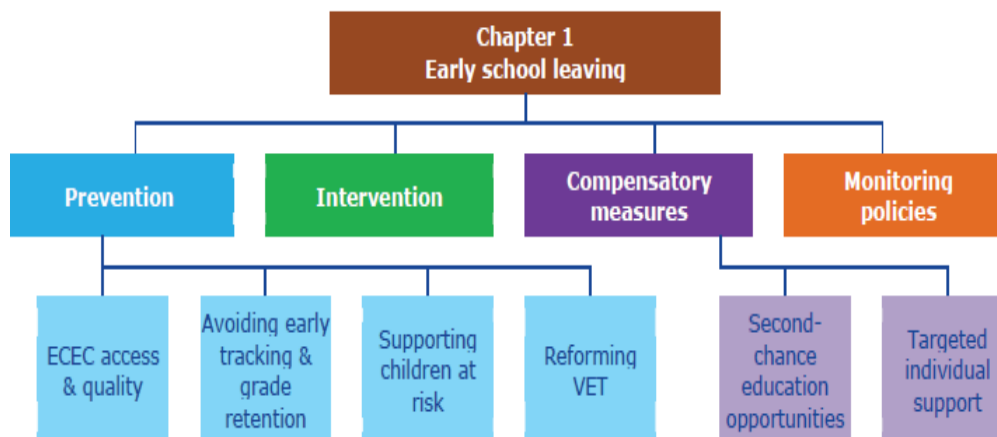 Chapter 1
Early school leaving
Prevention
Intervention
Compensatory
measures
Monitoring
policies
ECEC access
& quality
Avoiding early
tracking &
grade
retention
Supporting
children at
risk
Reforming
VET
Second-
chance
education
opportunities
Targeted
individual
support